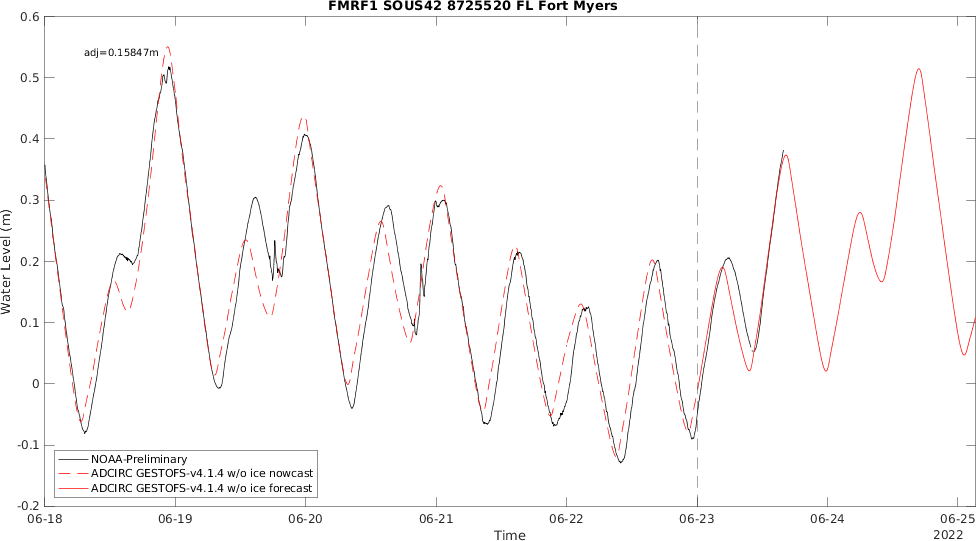 FMRF1 SOUS42 8725520 FL Fort Myers
adj=0.15847m
0.6
0.5
0.4
0.3
0.2
0.1
0
-0.1
-0.2
Water Level (m)
NOAA-Preliminary
ADCIRC GESTOFS-v4.1.4 w/o ice nowcast
ADCIRC GESTOFS-v4.1.4 w/o ice forecast
06-18 06-19 06-20 06-21 06-22 06-23 06-24 06-25
Time
2022